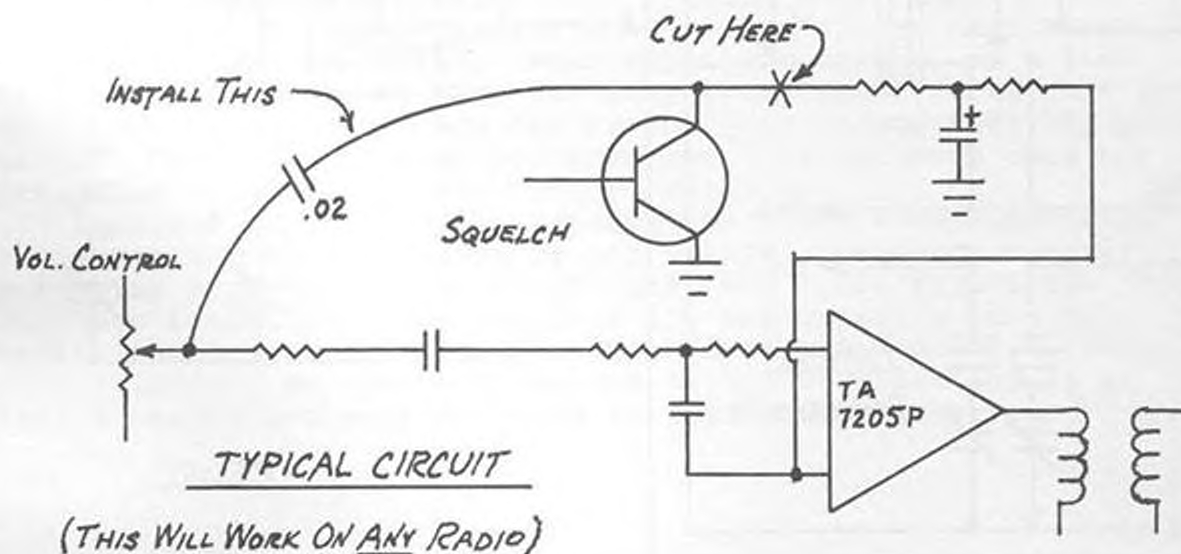 CUT HERE
INSTALL THIS
+
.02
SQUELCH
VOL. CONTROL
TA
7205P
TYPICAL CIRCUIT
(THIS WILL WORK ON ANY RADIO)